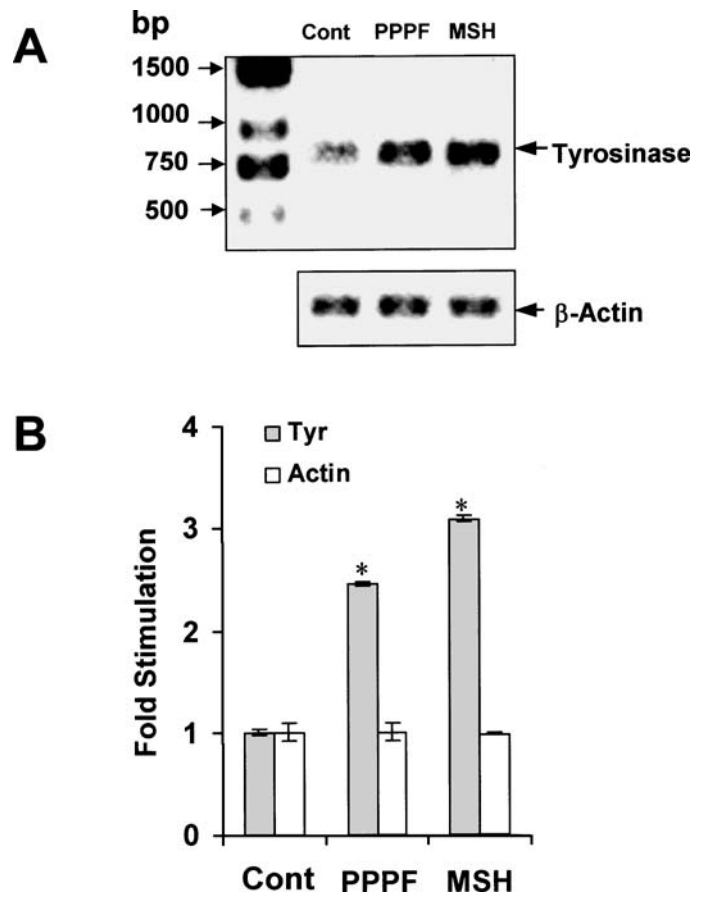 A
bp
Cont PPPF MSH
1500
1000
750
500
Tyrosinase
β-Actin
B
4
3
2
1
0
Fold Stimulation
Tyr
Actin
*
*
Cont PPPF MSH